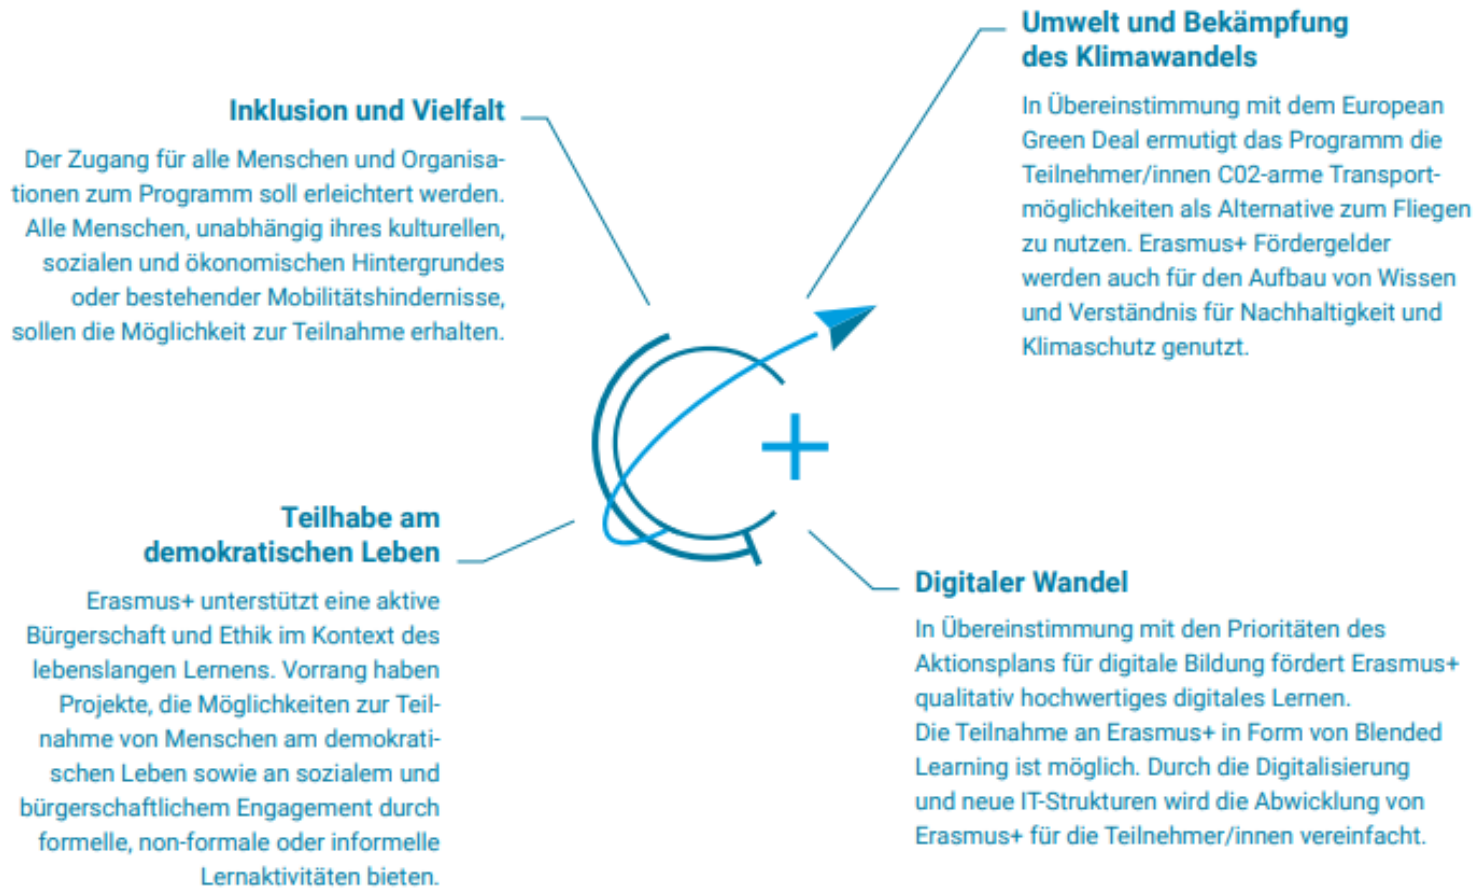 Inklusion und Vielfalt
Der Zugang für alle Menschen und Organisa-
tionen zum Programm soll erleichtert werden.
Alle Menschen, unabhängig ihres kulturellen,
sozialen und ökonomischen Hintergrundes
oder bestehender Mobilitätshindernisse,
sollen die Möglichkeit zur Teilnahme erhalten.
Umwelt und Bekämpfung
des Klimawandels
In Übereinstimmung mit dem European
Green Deal ermutigt das Programm die
Teilnehmer/innen C02-arme Transport-
möglichkeiten als Alternative zum Fliegen
zu nutzen. Erasmus+ Fördergelder
werden auch für den Aufbau von Wissen
und Verständnis für Nachhaltigkeit und
Klimaschutz genutzt.
Teilhabe am
demokratischen Leben
Erasmus+ unterstützt eine aktive
Bürgerschaft und Ethik im Kontext des
lebenslangen Lernens. Vorrang haben
Projekte, die Möglichkeiten zur Teil-
nahme von Menschen am demokrati-
schen Leben sowie an sozialem und
bürgerschaftlichem Engagement durch
formelle, non-formale oder informelle
Lernaktivitäten bieten.
Digitaler Wandel
In Übereinstimmung mit den Prioritäten des
Aktionsplans für digitale Bildung fördert Erasmus+
qualitativ hochwertiges digitales Lernen.
Die Teilnahme an Erasmus+ in Form von Blended
Learning ist möglich. Durch die Digitalisierung
und neue IT-Strukturen wird die Abwicklung von
Erasmus+ für die Teilnehmer/innen vereinfacht.